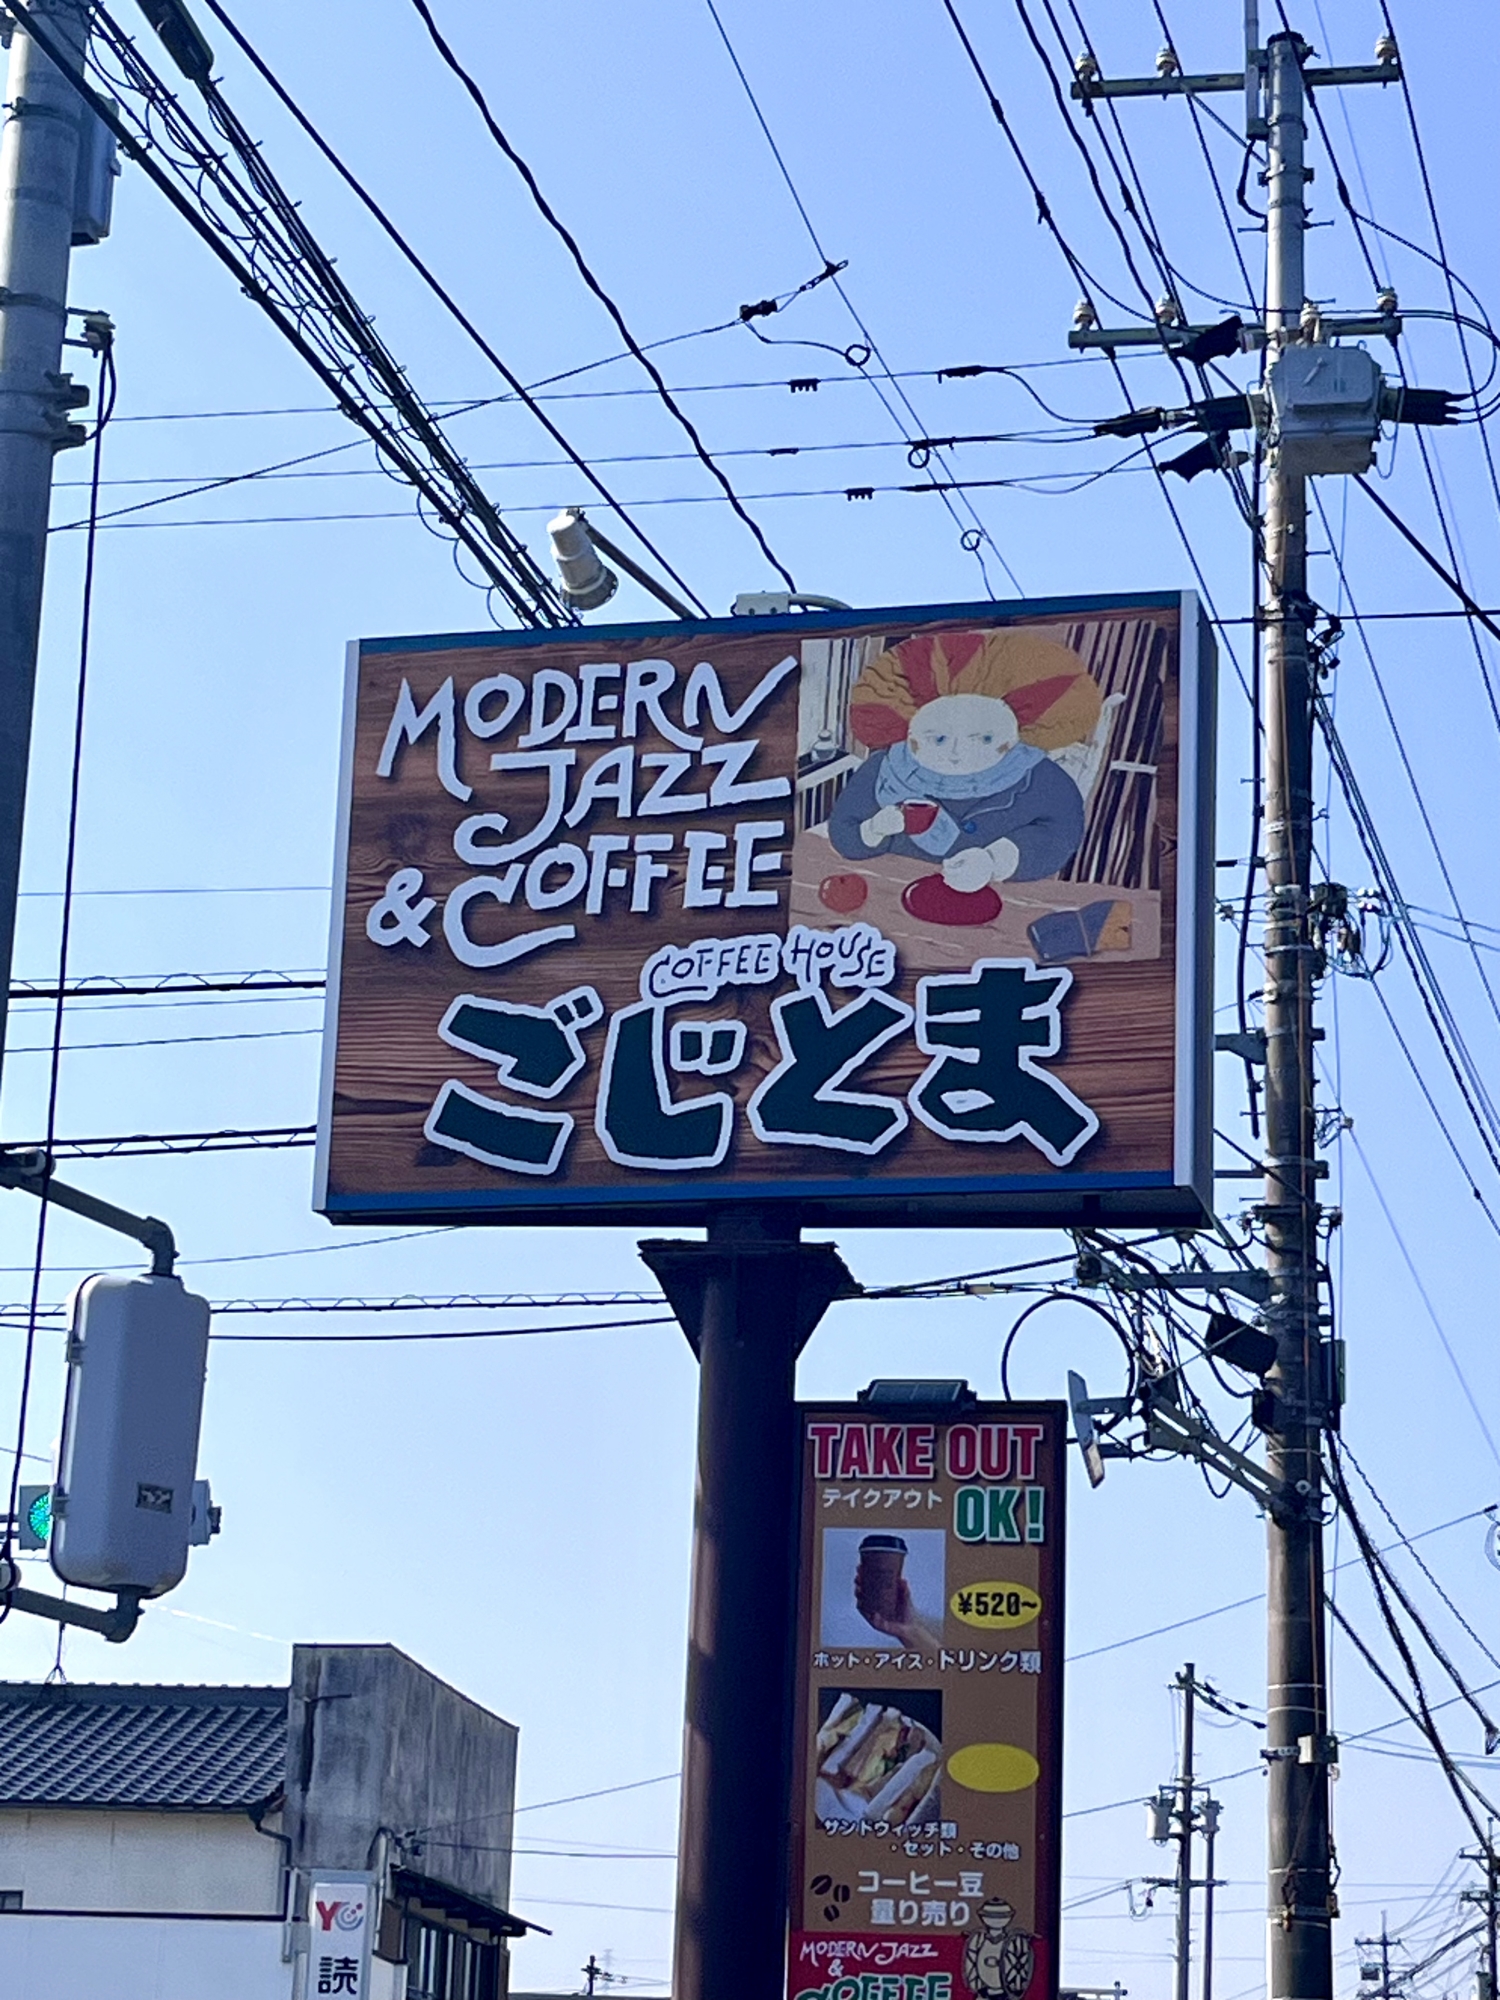 MODERN
JAZZ
& COFFEE
COFFEE HOUSE
ごじとま
TAKE OUT
テイクアウト
OK!
¥520~
ホット・アイス・ドリンク類
サンドウィッチ類
・セット・その他
コーヒー豆
量り売り
MODERN JAZZ
&
COFFEE
YC
読